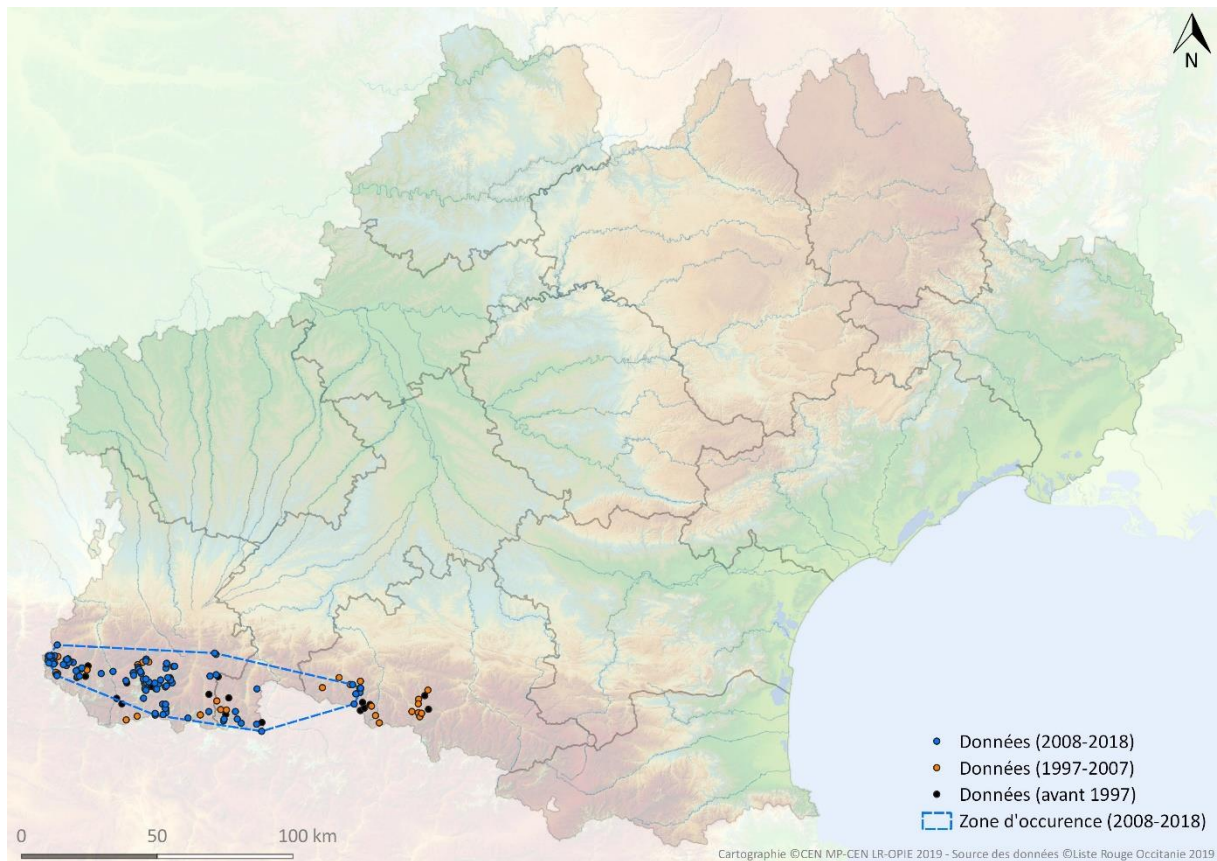 N
Données (2008-2018)
Données (1997-2007)
Données (avant 1997)
Zone d'occurence (2008-2018)
0 50 100 km
Cartographie ©CEN MP-CEN LR-OPIE 2019 - Source des données ©Liste Rouge Occitanie 2019